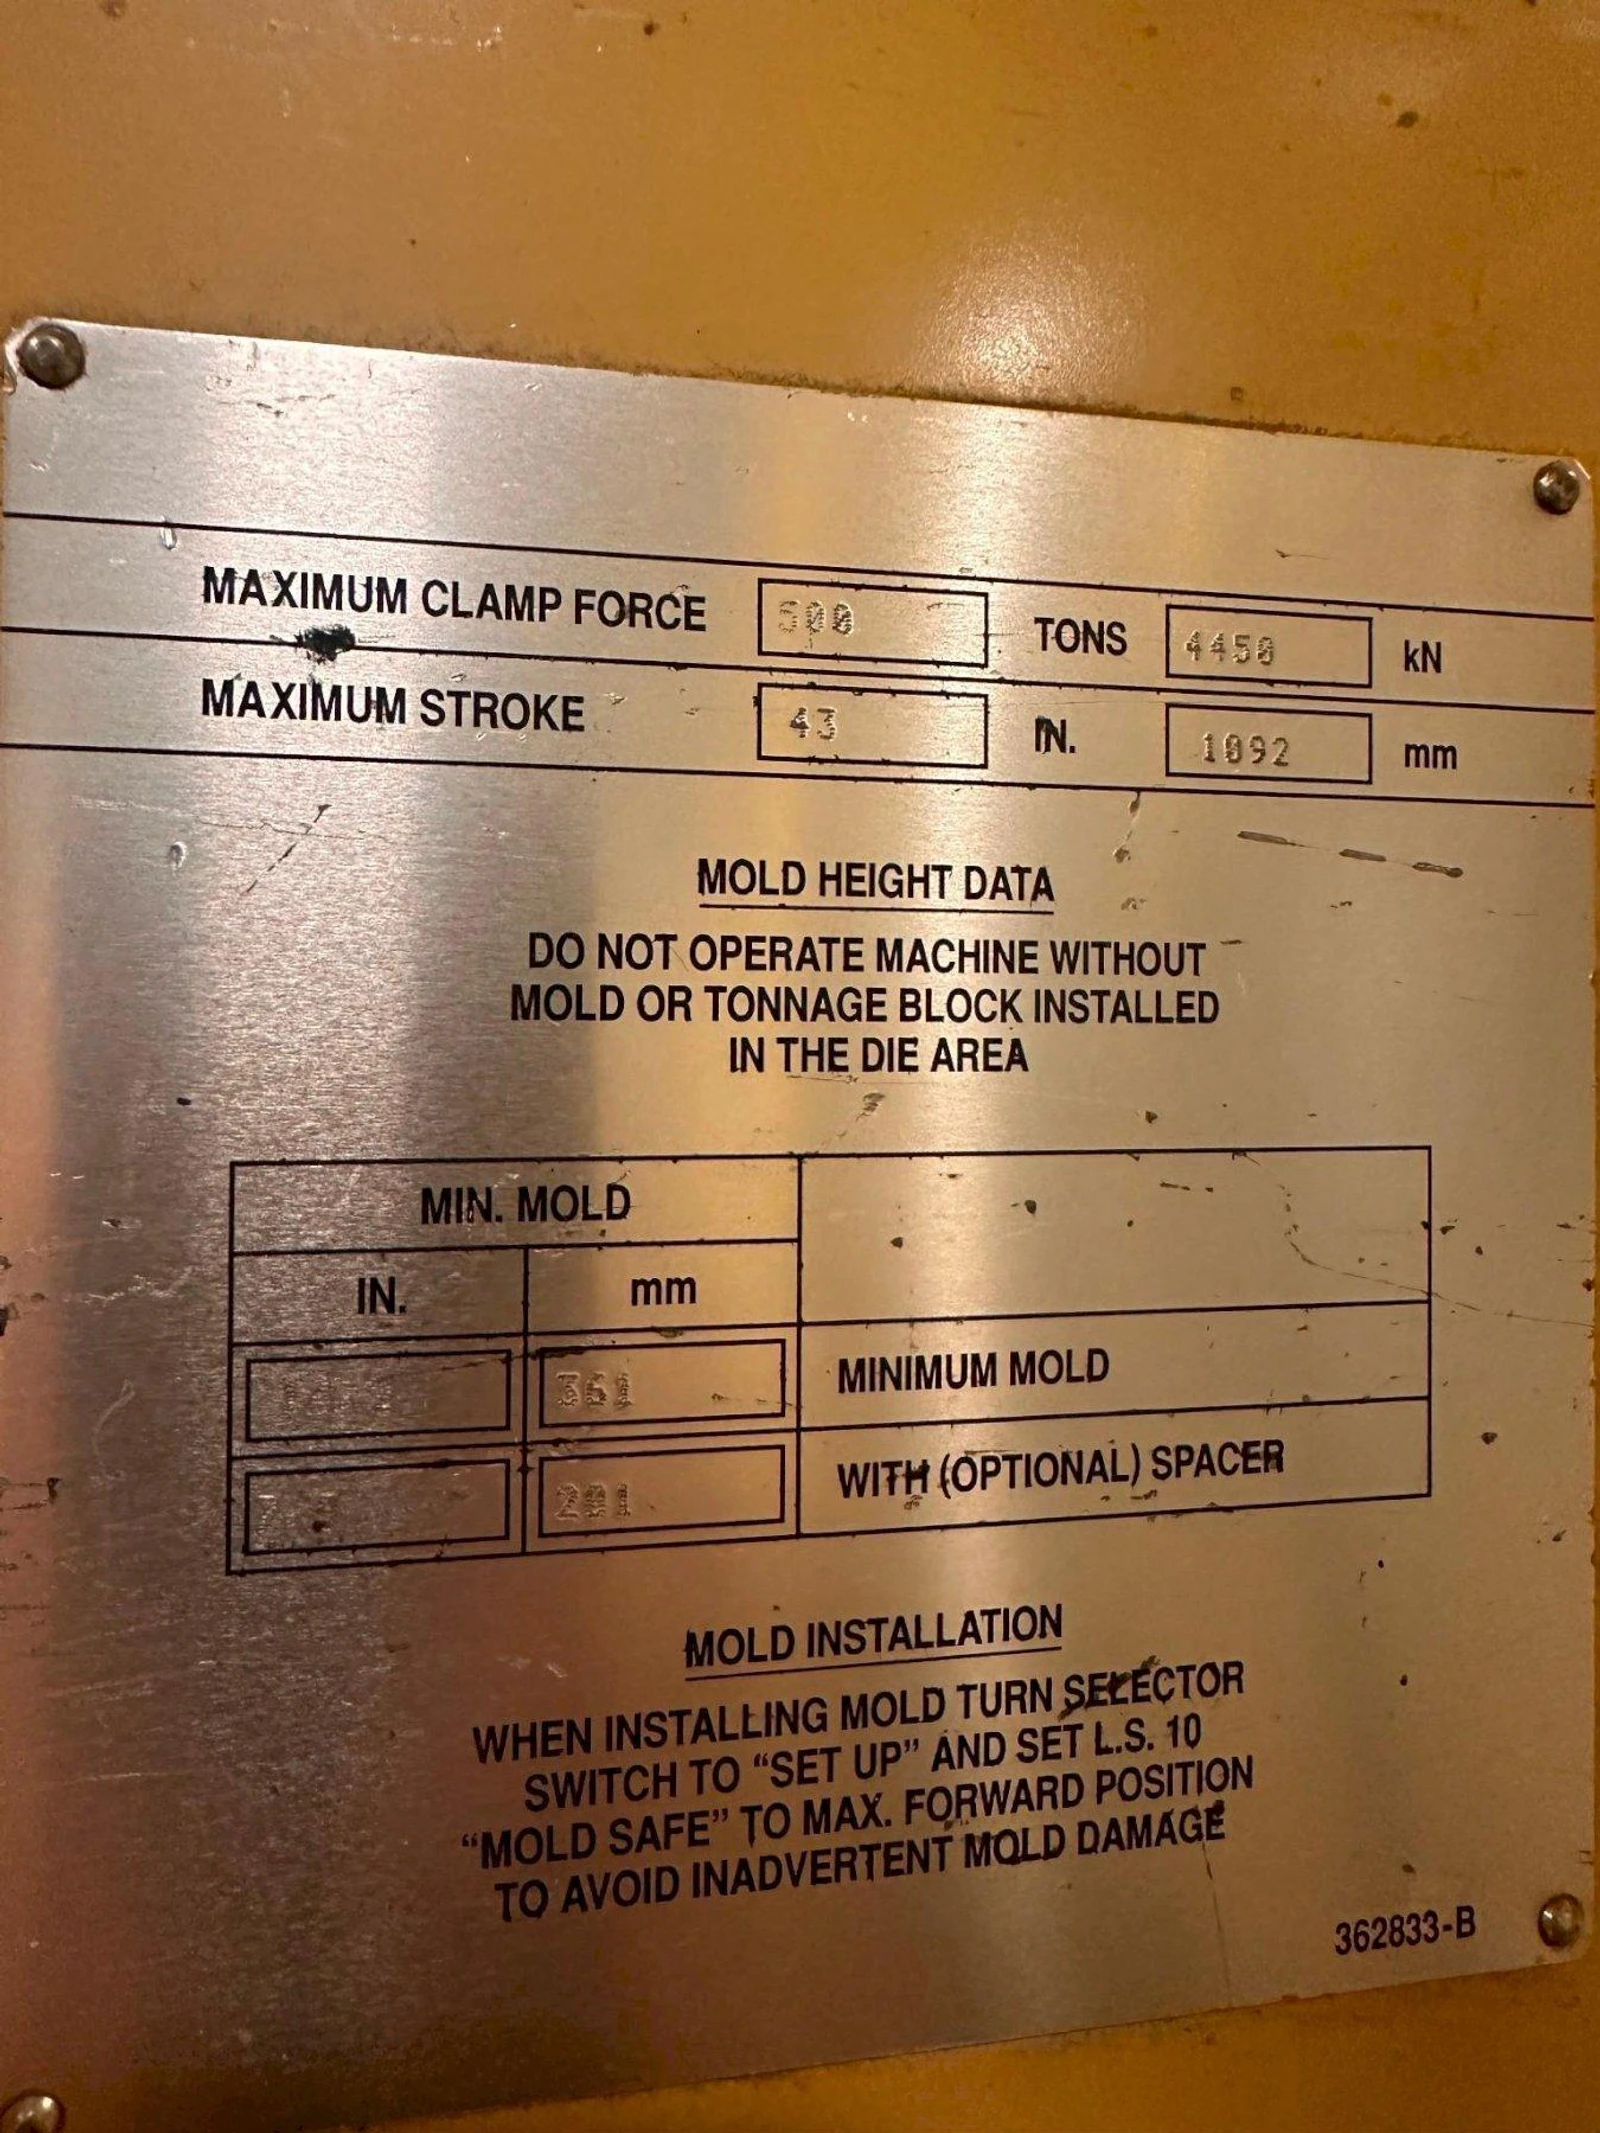 MAXIMUM CLAMP FORCE 500 TONS 4450 kN
MAXIMUM STROKE 43 IN. 1092 mm
MOLD HEIGHT DATA
DO NOT OPERATE MACHINE WITHOUT
MOLD OR TONNAGE BLOCK INSTALLED
IN THE DIE AREA
MIN. MOLD
IN. mm
MINIMUM MOLD
WITH (OPTIONAL) SPACER
MOLD INSTALLATION
WHEN INSTALLING MOLD TURN SELECTOR
SWITCH TO “SET UP” AND SET L.S. 10
“MOLD SAFE” TO MAX. FORWARD POSITION
TO AVOID INADVERTENT MOLD DAMAGE
362833-B